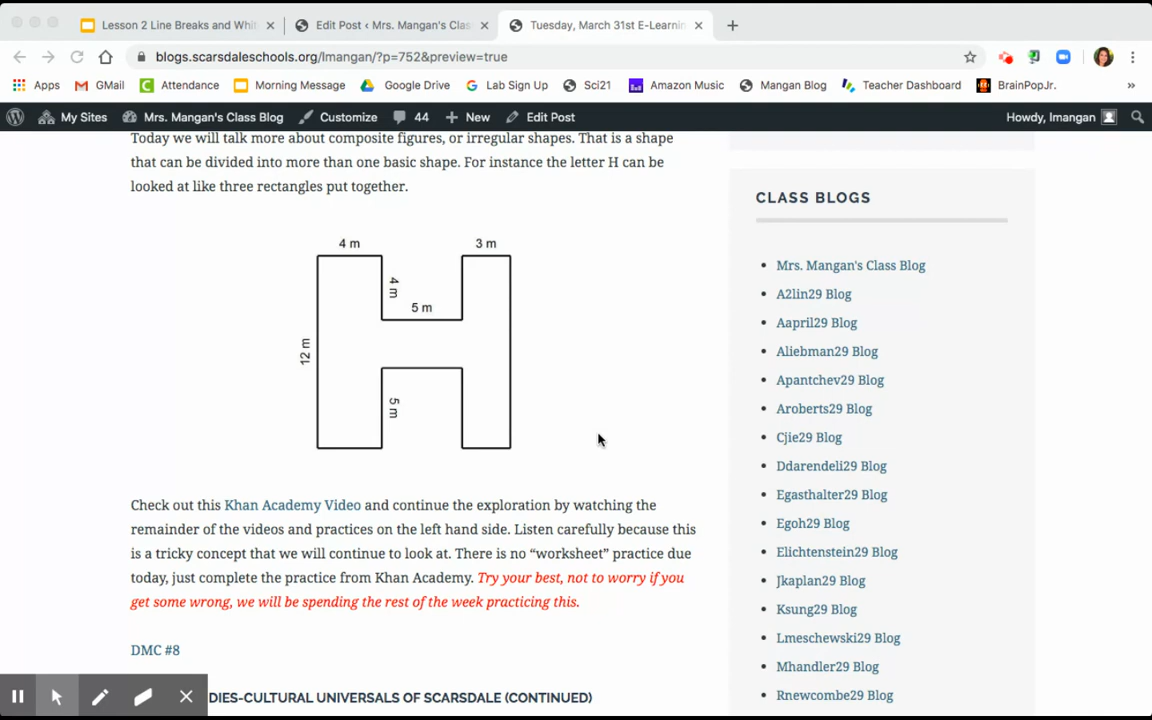 Lesson 2 Line Breaks and Whit
Edit Post ‹ Mrs. Mangan's Clas
Tuesday, March 31st E-Learnin
blogs.scarsdaleschools.org/lmangan/?p=752&preview=true
Apps GMail Attendance Morning Message Google Drive Lab Sign Up Sci21 Amazon Music Mangan Blog Teacher Dashboard BrainPopJr. »
My Sites Mrs. Mangan's Class Blog Customize 44 New Edit Post Howdy, lmangan
Today we will talk more about composite figures, or irregular shapes. That is a shape
that can be divided into more than one basic shape. For instance the letter H can be
looked at like three rectangles put together.
4 m
3 m
4 m
5 m
12 m
5 m
Check out this Khan Academy Video and continue the exploration by watching the
remainder of the videos and practices on the left hand side. Listen carefully because this
is a tricky concept that we will continue to look at. There is no “worksheet” practice due
today, just complete the practice from Khan Academy. Try your best, not to worry if you
get some wrong, we will be spending the rest of the week practicing this.
DMC #8
DIES-CULTURAL UNIVERSALS OF SCARSDALE (CONTINUED)
CLASS BLOGS
Mrs. Mangan's Class Blog
A2lin29 Blog
Aapril29 Blog
Aliebman29 Blog
Apantchev29 Blog
Aroberts29 Blog
Cjie29 Blog
Ddarendeli29 Blog
Egasthalter29 Blog
Egoh29 Blog
Elichtenstein29 Blog
Jkaplan29 Blog
Ksung29 Blog
Lmeschewski29 Blog
Mhandler29 Blog
Rnewcombe29 Blog